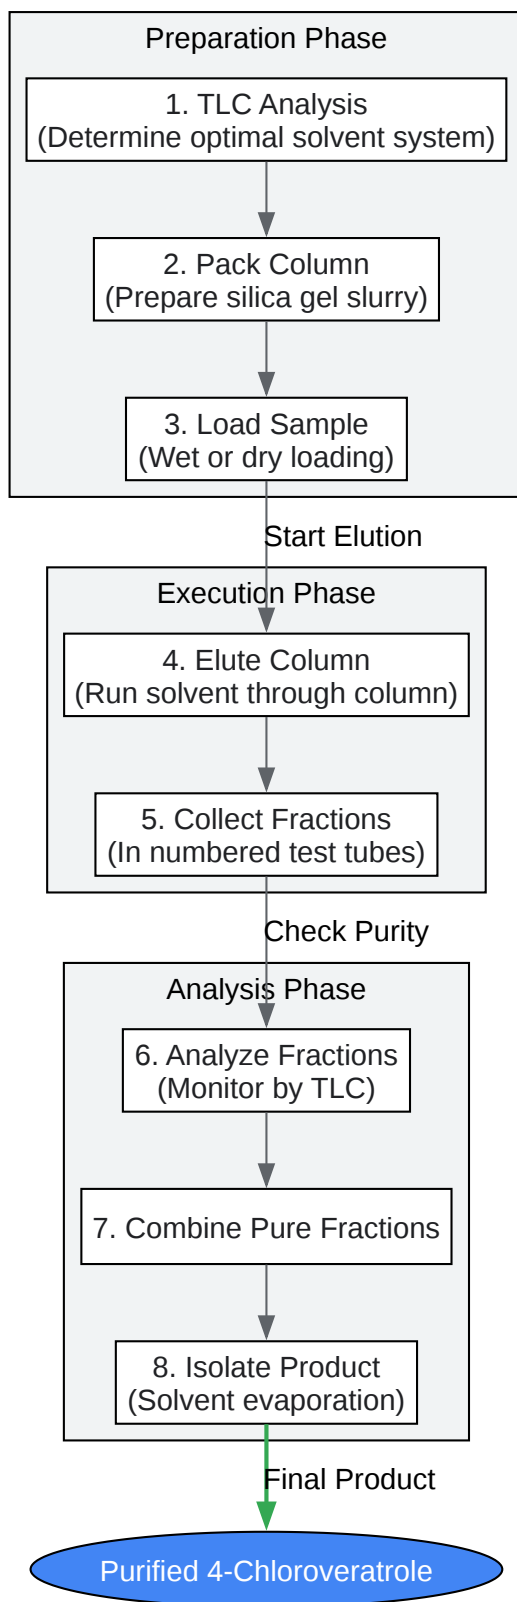 Preparation Phase
1. TLC Analysis
(Determine optimal solvent system)
2. Pack Column
(Prepare silica gel slurry)
3. Load Sample
(Wet or dry loading)
Start Elution
Execution Phase
4. Elute Column
(Run solvent through column)
5. Collect Fractions
(In numbered test tubes)
Check Purity
Analysis Phase
6. Analyze Fractions
(Monitor by TLC)
7. Combine Pure Fractions
8. Isolate Product
(Solvent evaporation)
Final Product
Purified 4-Chloroveratrole